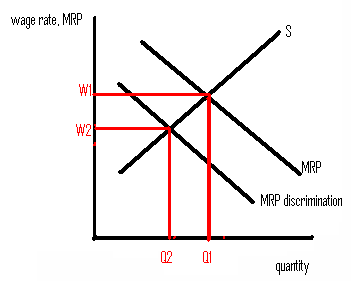 wage rate, MRP
S
W1
W2
MRP
MRP discrimination
Q2
Q1
quantity